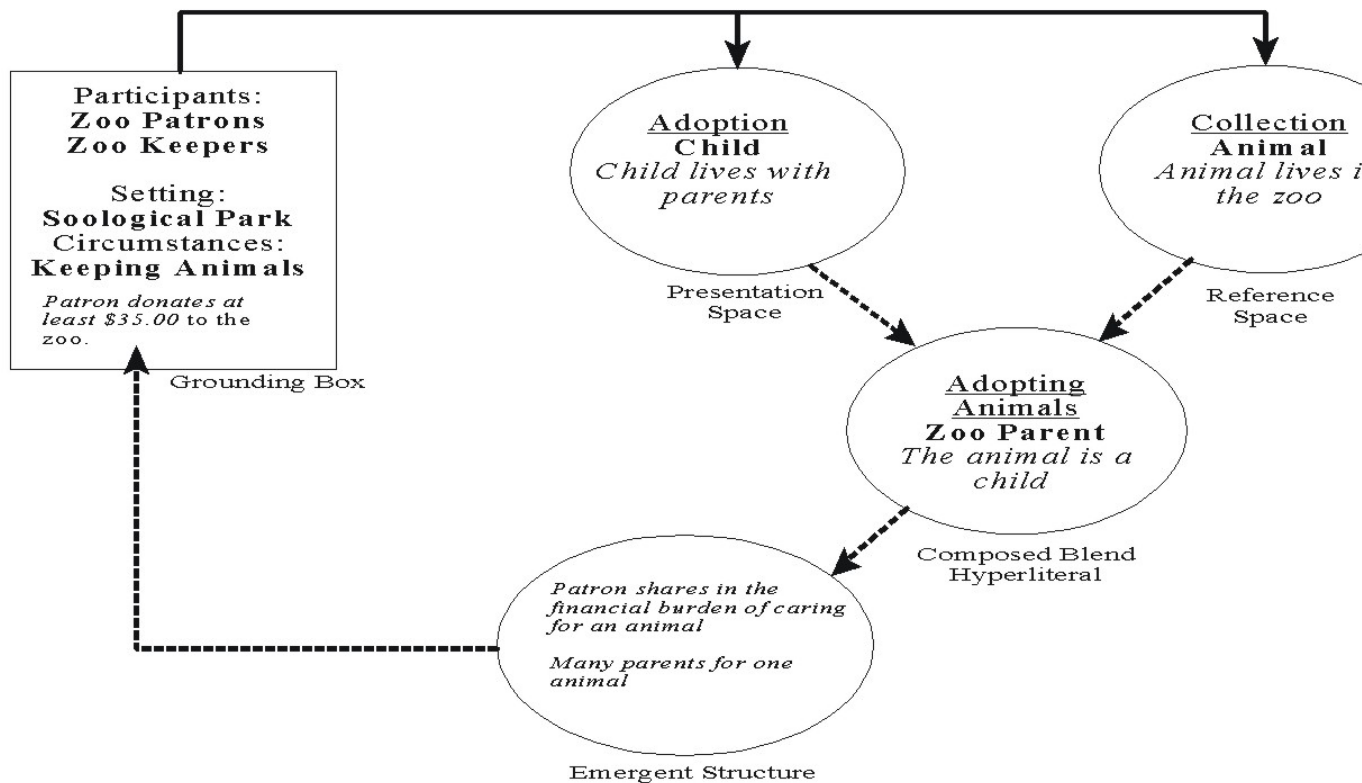 Participants:
Zoo Patrons
Zoo Keepers
Setting:
Soological Park
Circumstances:
Keeping Animals
Patron donates at
least $35.00 to the
zoo.
Grounding Box
Adoption
Child
Child lives with
parents
Presentation
Space
Collection
Animal
Animal lives i
the zoo
Reference
Space
Adopting
Animals
Zoo Parent
The animal is a
child
Composed Blend
Hyperliteral
Patron shares in the
financial burden of caring
for an animal
Many parents for one
animal
Emergent Structure